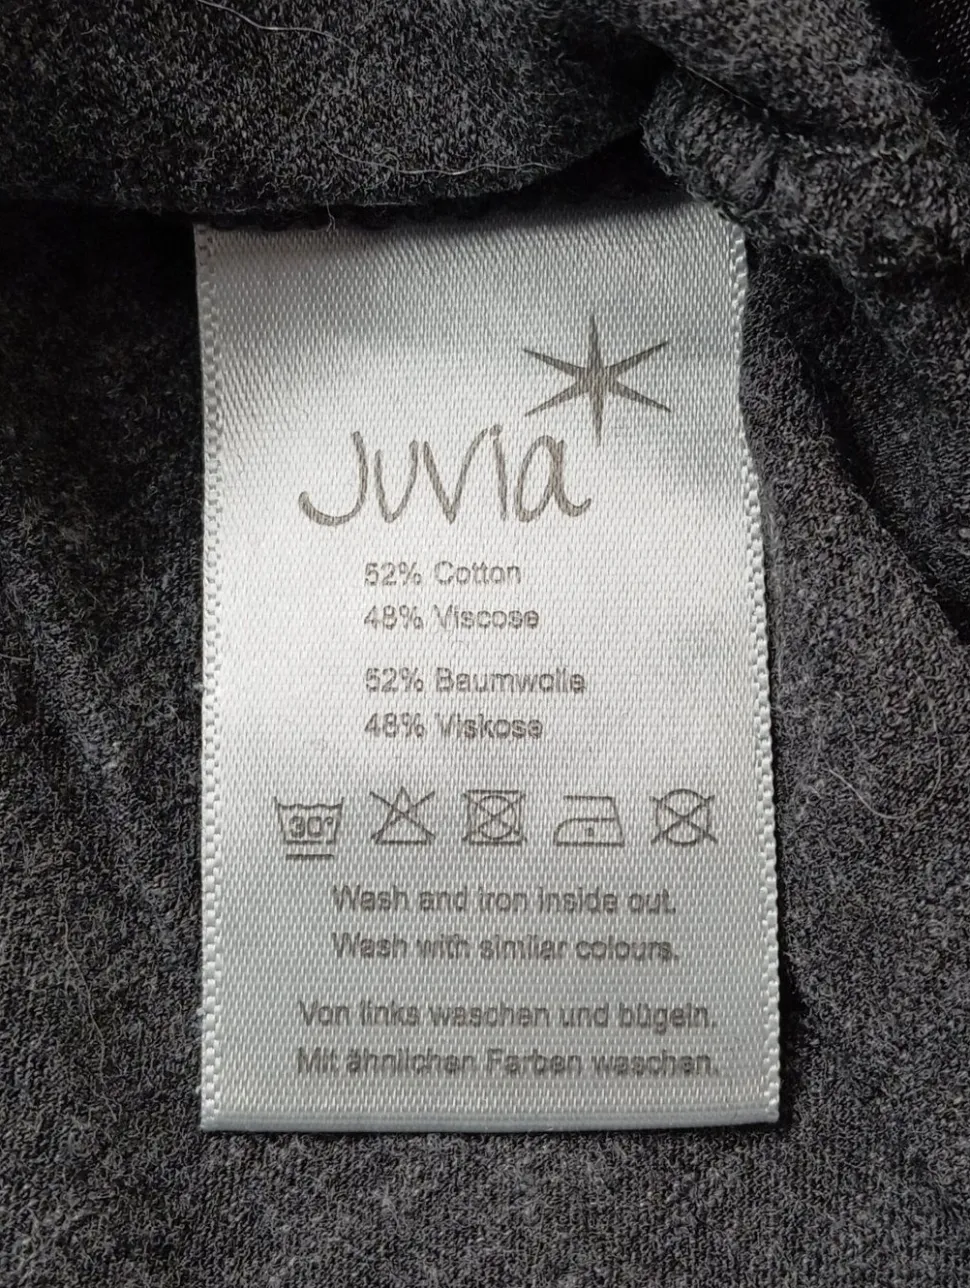 Juvia
52% Cotton
48% Viscose
52% Baumwolle
48% Viskose
30°
Wash and iron inside out.
Wash with similar colours.
Von links waschen und bügeln.
Mit ähnlichen Farben waschen.